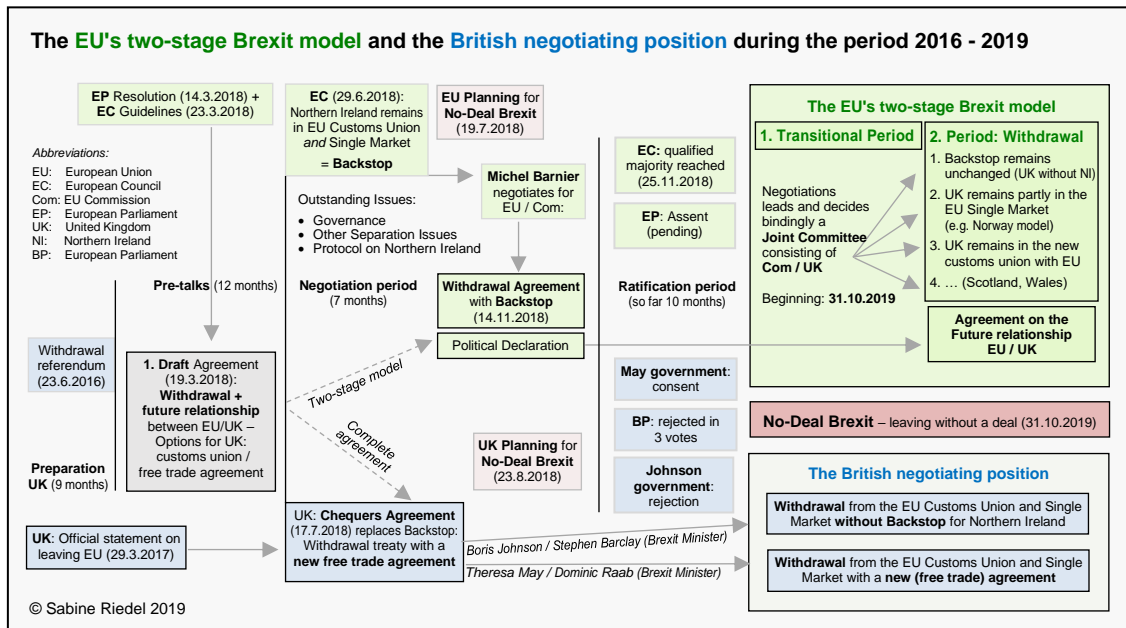 The EU's two-stage Brexit model and the British negotiating position during the period 2016 - 2019
EP Resolution (14.3.2018) +
EC Guidelines (23.3.2018)
Abbreviations:
EU: European Union
EC: European Council
Com: EU Commission
EP: European Parliament
UK: United Kingdom
NI: Northern Ireland
BP: European Parliament
Pre-talks (12 months)
Withdrawal
referendum
(23.6.2016)
Preparation
UK (9 months)
1. Draft Agreement
(19.3.2018):
Withdrawal +
future relationship
between EU/UK –
Options for UK:
customs union /
free trade agreement
UK: Official statement on
leaving EU (29.3.2017)
EC (29.6.2018):
Northern Ireland remains
in EU Customs Union
and Single Market
= Backstop
EU Planning for
No-Deal Brexit
(19.7.2018)
Michel Barnier
negotiates for
EU / Com:
Outstanding Issues:
• Governance
• Other Separation Issues
• Protocol on Northern Ireland
Negotiation period
(7 months)
Withdrawal Agreement
with Backstop
(14.11.2018)
Political Declaration
Two-stage model
Complete
agreement
UK Planning for
No-Deal Brexit
(23.8.2018)
UK: Chequers Agreement
(17.7.2018) replaces Backstop:
Withdrawal treaty with a
new free trade agreement
Boris Johnson / Stephen Barclay (Brexit Minister)
Theresa May / Dominic Raab (Brexit Minister)
EC: qualified
majority reached
(25.11.2018)
EP: Assent
(pending)
Ratification period
(so far 10 months)
May government:
consent
BP: rejected in
3 votes
Johnson
government:
rejection
The EU's two-stage Brexit model
1. Transitional Period
Negotiations
leads and decides
bindingly a
Joint Committee
consisting of
Com / UK
Beginning: 31.10.2019
2. Period: Withdrawal
1. Backstop remains
unchanged (UK without NI)
2. UK remains partly in the
EU Single Market
(e.g. Norway model)
3. UK remains in the new
customs union with EU
4. … (Scotland, Wales)
Agreement on the
Future relationship
EU / UK
No-Deal Brexit – leaving without a deal (31.10.2019)
The British negotiating position
Withdrawal from the EU Customs Union and Single
Market without Backstop for Northern Ireland
Withdrawal from the EU Customs Union and Single
Market with a new (free trade) agreement
© Sabine Riedel 2019